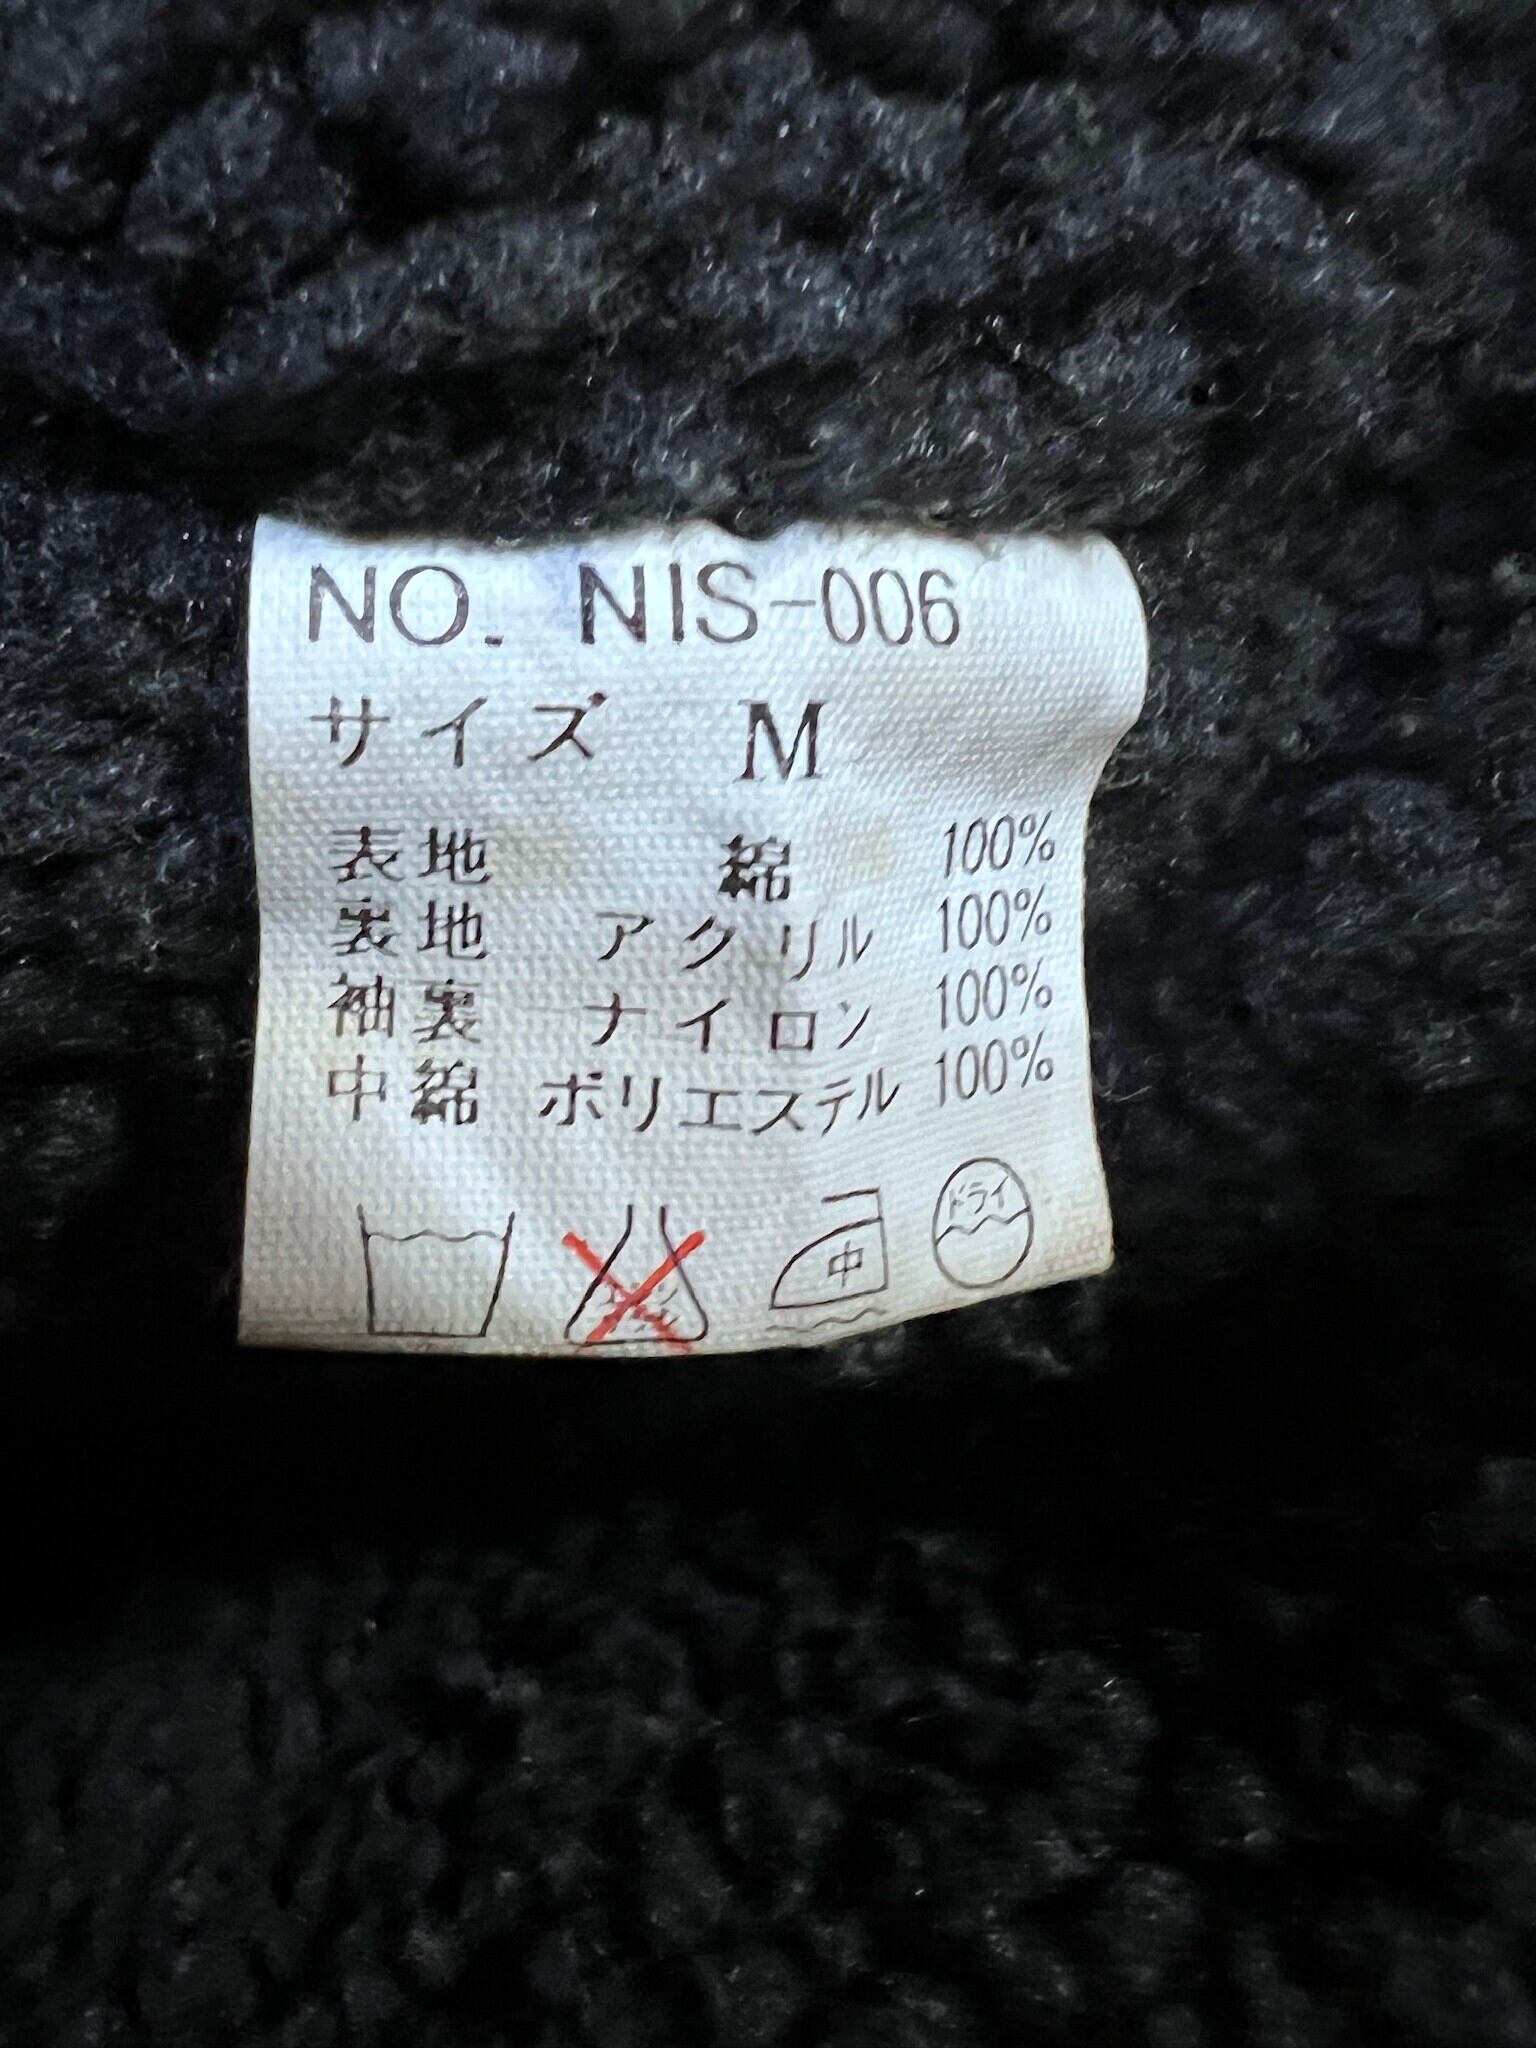 NO. NIS-006
サイズ M
表地 綿 100%
裏地 アクリル 100%
袖裏 ナイロン 100%
中綿 ポリエステル 100%
中 ドライ